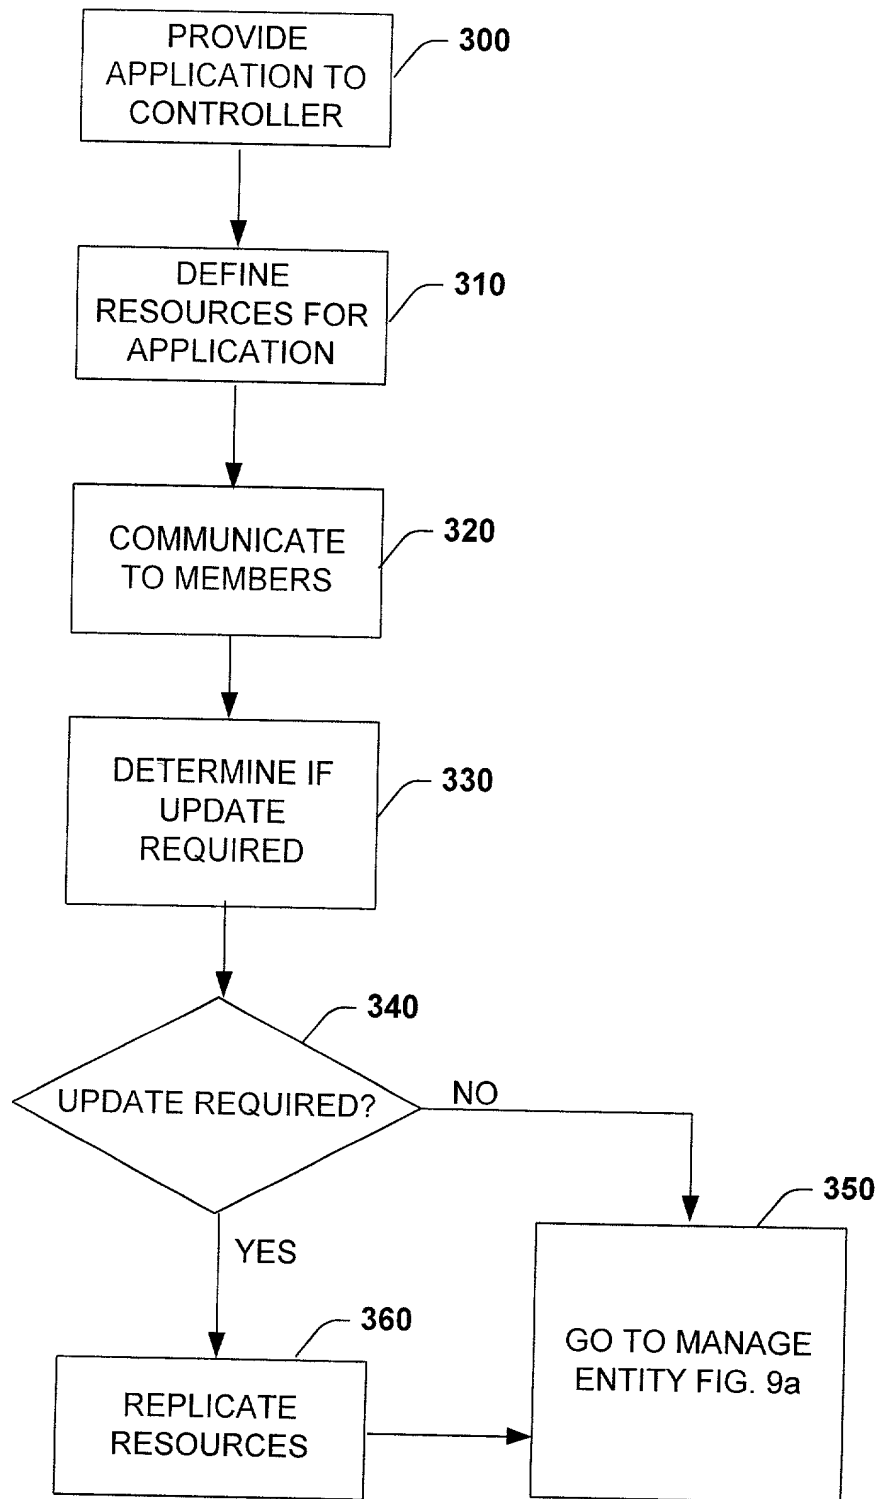 PROVIDE
APPLICATION TO
CONTROLLER
300
DEFINE
RESOURCES FOR
APPLICATION
310
COMMUNICATE
TO MEMBERS
320
DETERMINE IF
UPDATE
REQUIRED
330
340
UPDATE REQUIRED?
NO
YES
350
GO TO MANAGE
ENTITY FIG. 9a
360
REPLICATE
RESOURCES